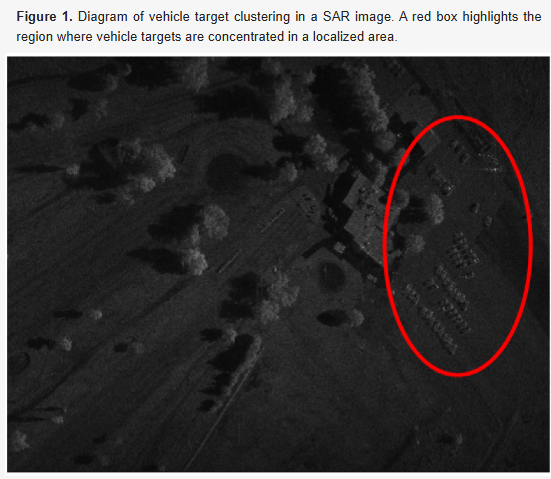 Figure 1. Diagram of vehicle target clustering in a SAR image. A red box highlights the
region where vehicle targets are concentrated in a localized area.